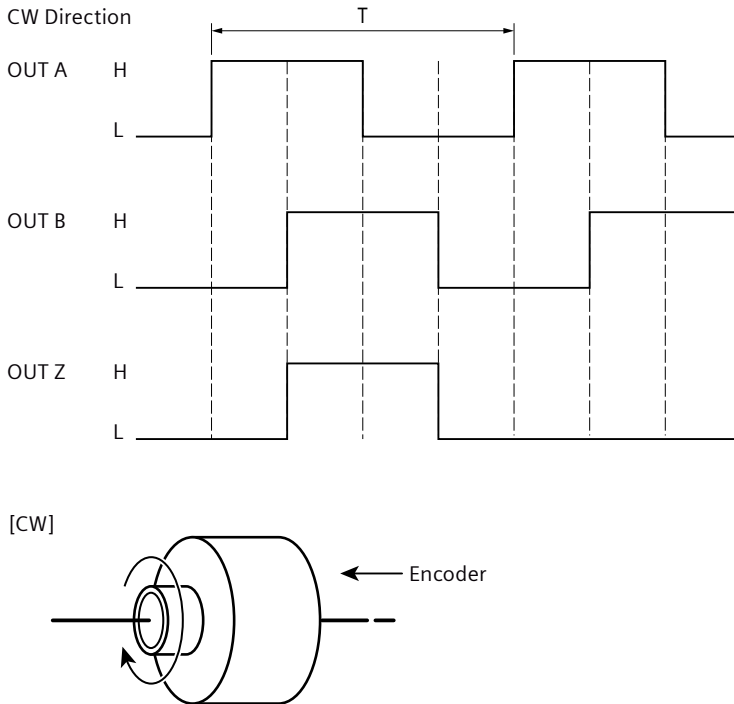 CW Direction
T
OUT A H
L
OUT B H
L
OUT Z H
L
[CW]
Encoder